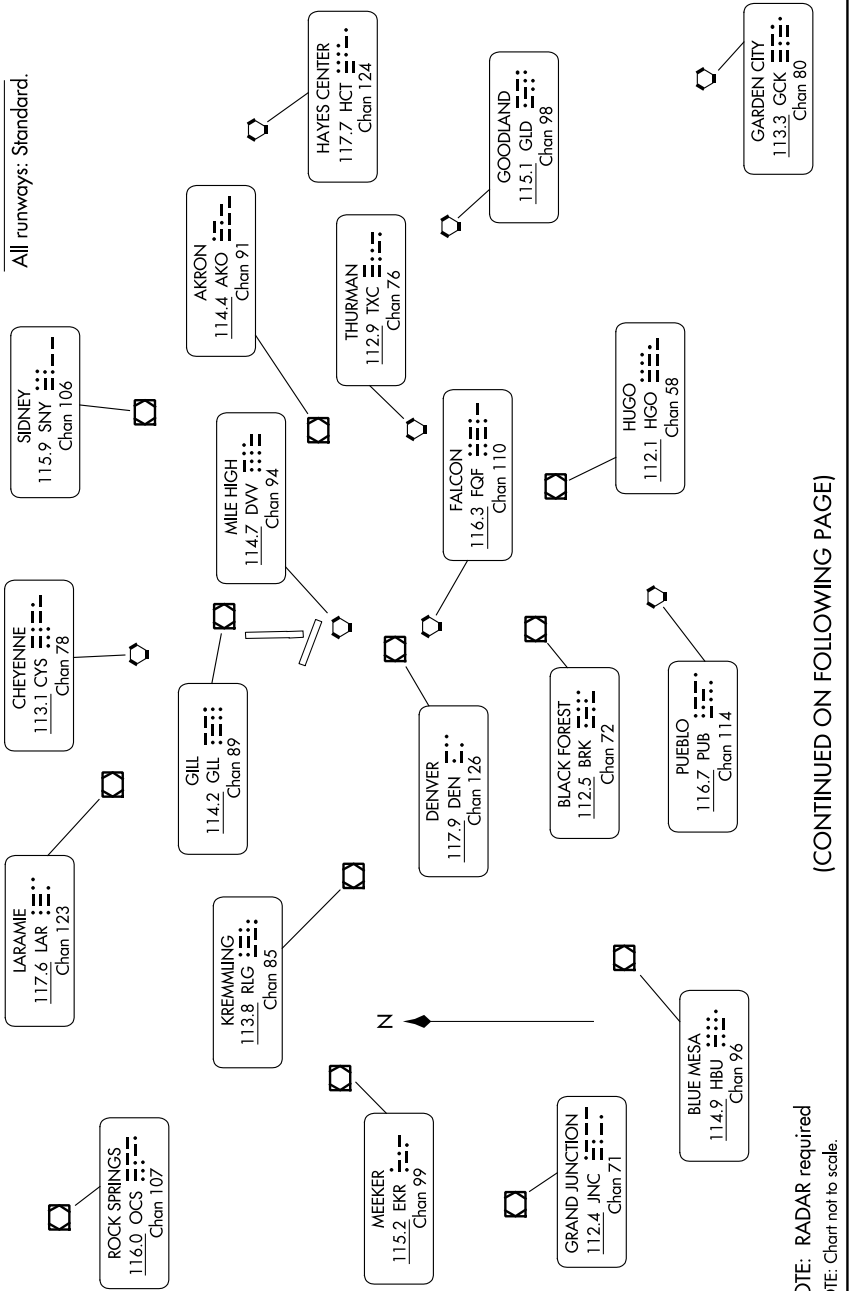 All runways: Standard.
ROCK SPRINGS
116.0 OCS
Chan 107
LARAMIE
117.6 LAR
Chan 123
CHEYENNE
113.1 CYS
Chan 78
SIDNEY
115.9 SNY
Chan 106
HAYES CENTER
117.7 HCT
Chan 124
AKRON
114.4 AKO
Chan 91
GILL
114.2 GLL
Chan 89
MILE HIGH
114.7 DVV
Chan 94
KREMMLING
113.8 RLG
Chan 85
THURMAN
112.9 TXC
Chan 76
GOODLAND
115.1 GLD
Chan 98
MEEKER
115.2 EKR
Chan 99
N
DENVER
117.9 DEN
Chan 126
FALCON
116.3 FQF
Chan 110
GRAND JUNCTION
112.4 JNC
Chan 71
BLACK FOREST
112.5 BRK
Chan 72
HUGO
112.1 HGO
Chan 58
BLUE MESA
114.9 HBU
Chan 96
PUEBLO
116.7 PUB
Chan 114
GARDEN CITY
113.3 GCK
Chan 80
OTE: RADAR required
OTE: Chart not to scale.
(CONTINUED ON FOLLOWING PAGE)